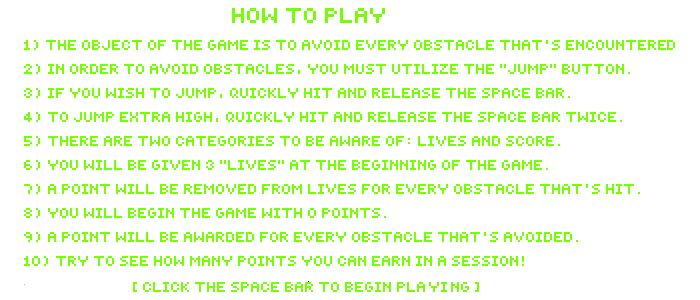 HOW TO PLAY
1) THE OBJECT OF THE GAME IS TO AVOID EVERY OBSTACLE THAT'S ENCOUNTERED
2) IN ORDER TO AVOID OBSTACLES, YOU MUST UTILIZE THE "JUMP" BUTTON.
3) IF YOU WISH TO JUMP, QUICKLY HIT AND RELEASE THE SPACE BAR.
4) TO JUMP EXTRA HIGH, QUICKLY HIT AND RELEASE THE SPACE BAR TWICE.
5) THERE ARE TWO CATEGORIES TO BE AWARE OF: LIVES AND SCORE.
6) YOU WILL BE GIVEN 3 "LIVES" AT THE BEGINNING OF THE GAME.
7) A POINT WILL BE REMOVED FROM LIVES FOR EVERY OBSTACLE THAT'S HIT.
8) YOU WILL BEGIN THE GAME WITH 0 POINTS.
9) A POINT WILL BE AWARDED FOR EVERY OBSTACLE THAT'S AVOIDED.
10) TRY TO SEE HOW MANY POINTS YOU CAN EARN IN A SESSION!
[ CLICK THE SPACE BAR TO BEGIN PLAYING ]